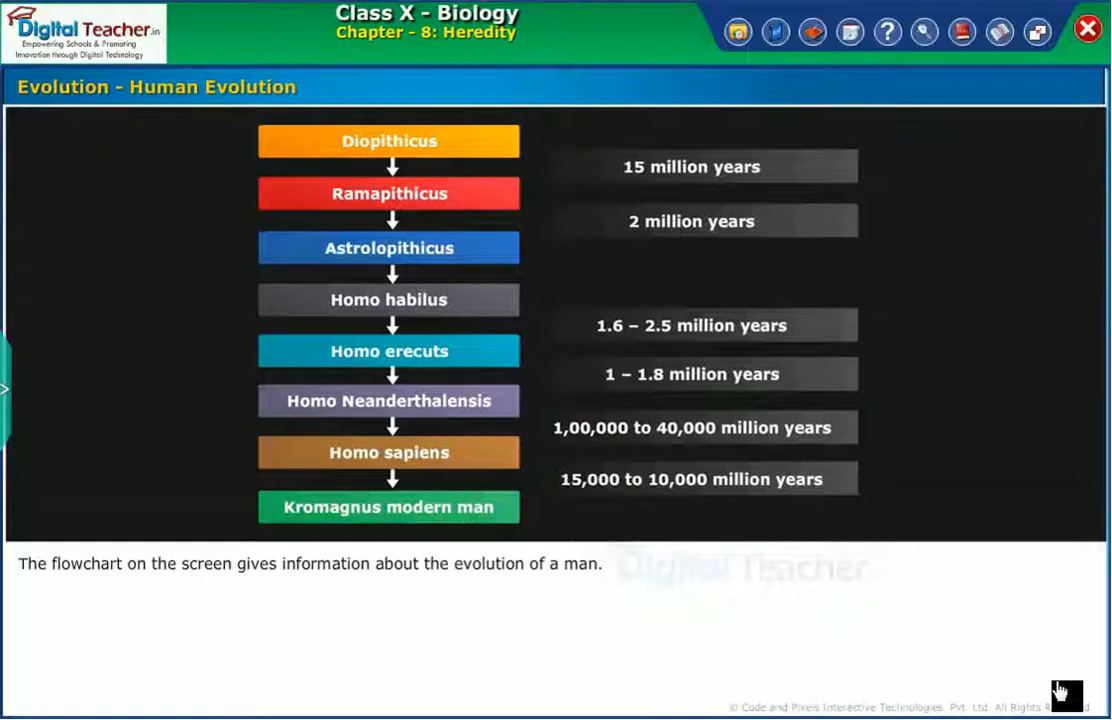 Digital Teacher.in
Empowering Schools & Promoting
Innovation through Digital Technology
Class X - Biology
Chapter - 8: Heredity
Evolution - Human Evolution
Diopithicus
15 million years
Ramapithicus
2 million years
Astrolopithicus
Homo habilus
1.6 – 2.5 million years
Homo erecuts
1 – 1.8 million years
Homo Neanderthalensis
1,00,000 to 40,000 million years
Homo sapiens
15,000 to 10,000 million years
Kromagnus modern man
The flowchart on the screen gives information about the evolution of a man.
Digital Teacher
© Code and Pixels Interactive Technologies Pvt. Ltd. All Rights